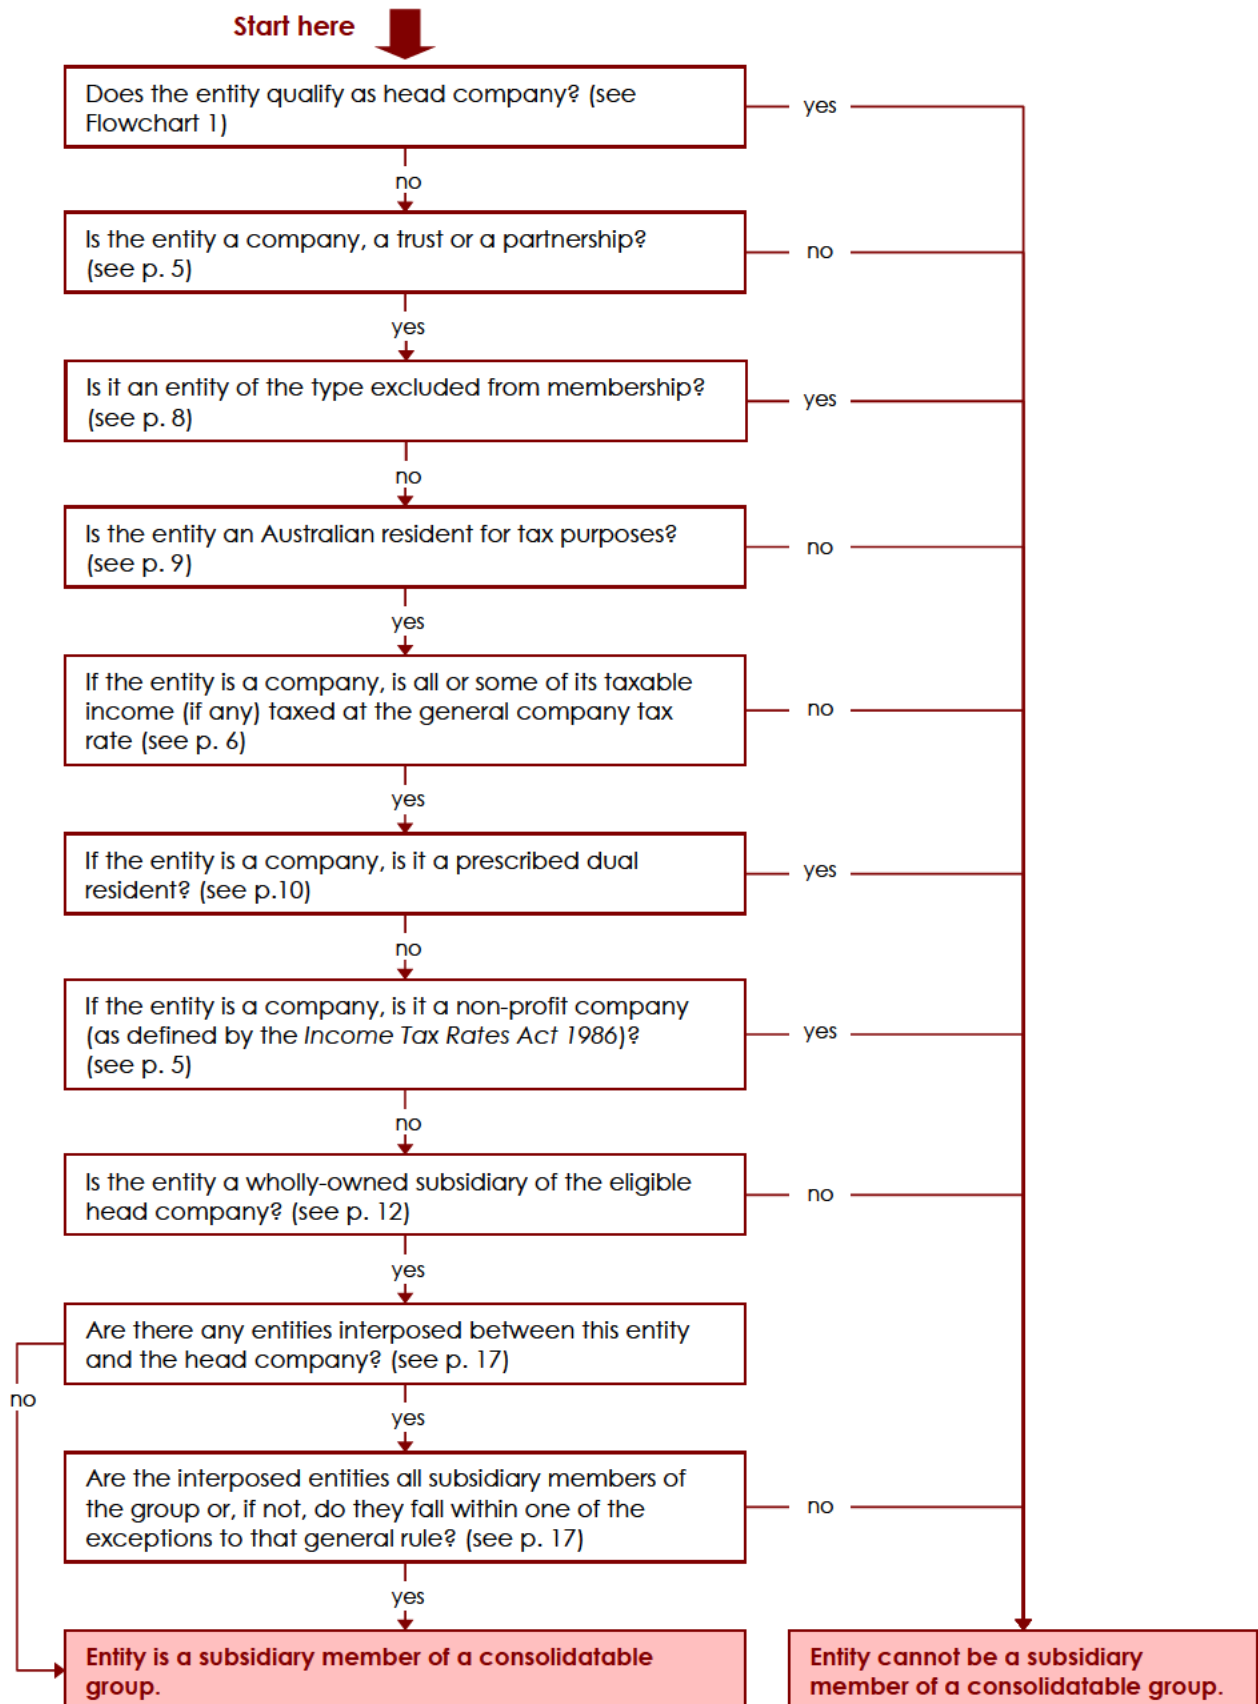 Start here
Does the entity qualify as head company? (see
Flowchart 1)
yes
no
Is the entity a company, a trust or a partnership?
(see p. 5)
no
yes
Is it an entity of the type excluded from membership?
(see p. 8)
yes
no
Is the entity an Australian resident for tax purposes?
(see p. 9)
no
yes
If the entity is a company, is all or some of its taxable
income (if any) taxed at the general company tax
rate (see p. 6)
no
yes
If the entity is a company, is it a prescribed dual
resident? (see p.10)
yes
no
If the entity is a company, is it a non-profit company
(as defined by the Income Tax Rates Act 1986)?
(see p. 5)
yes
no
Is the entity a wholly-owned subsidiary of the eligible
head company? (see p. 12)
no
yes
Are there any entities interposed between this entity
and the head company? (see p. 17)
no
yes
Are the interposed entities all subsidiary members of
the group or, if not, do they fall within one of the
exceptions to that general rule? (see p. 17)
no
yes
Entity is a subsidiary member of a consolidatable
group.
Entity cannot be a subsidiary
member of a consolidatable group.